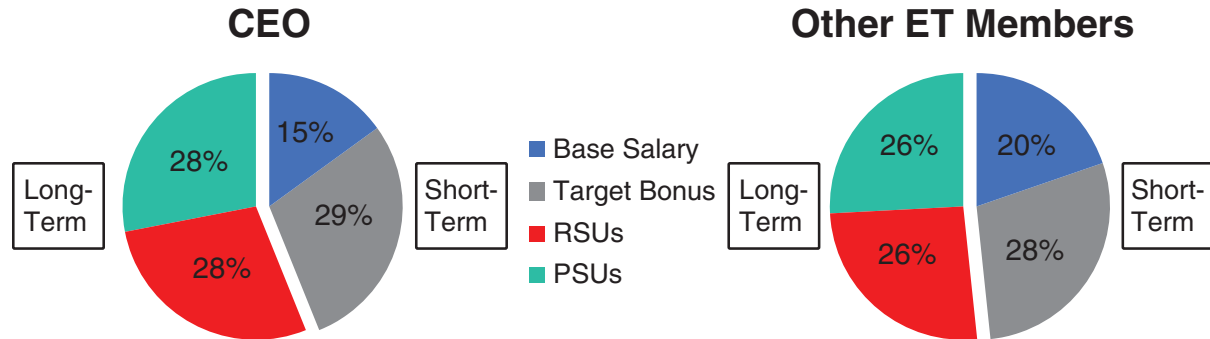 CEO
Other ET Members
15%
29%
28%
28%
Long-
Term
Short-
Term
Base Salary
Target Bonus
RSUs
PSUs
20%
28%
26%
26%
Long-
Term
Short-
Term